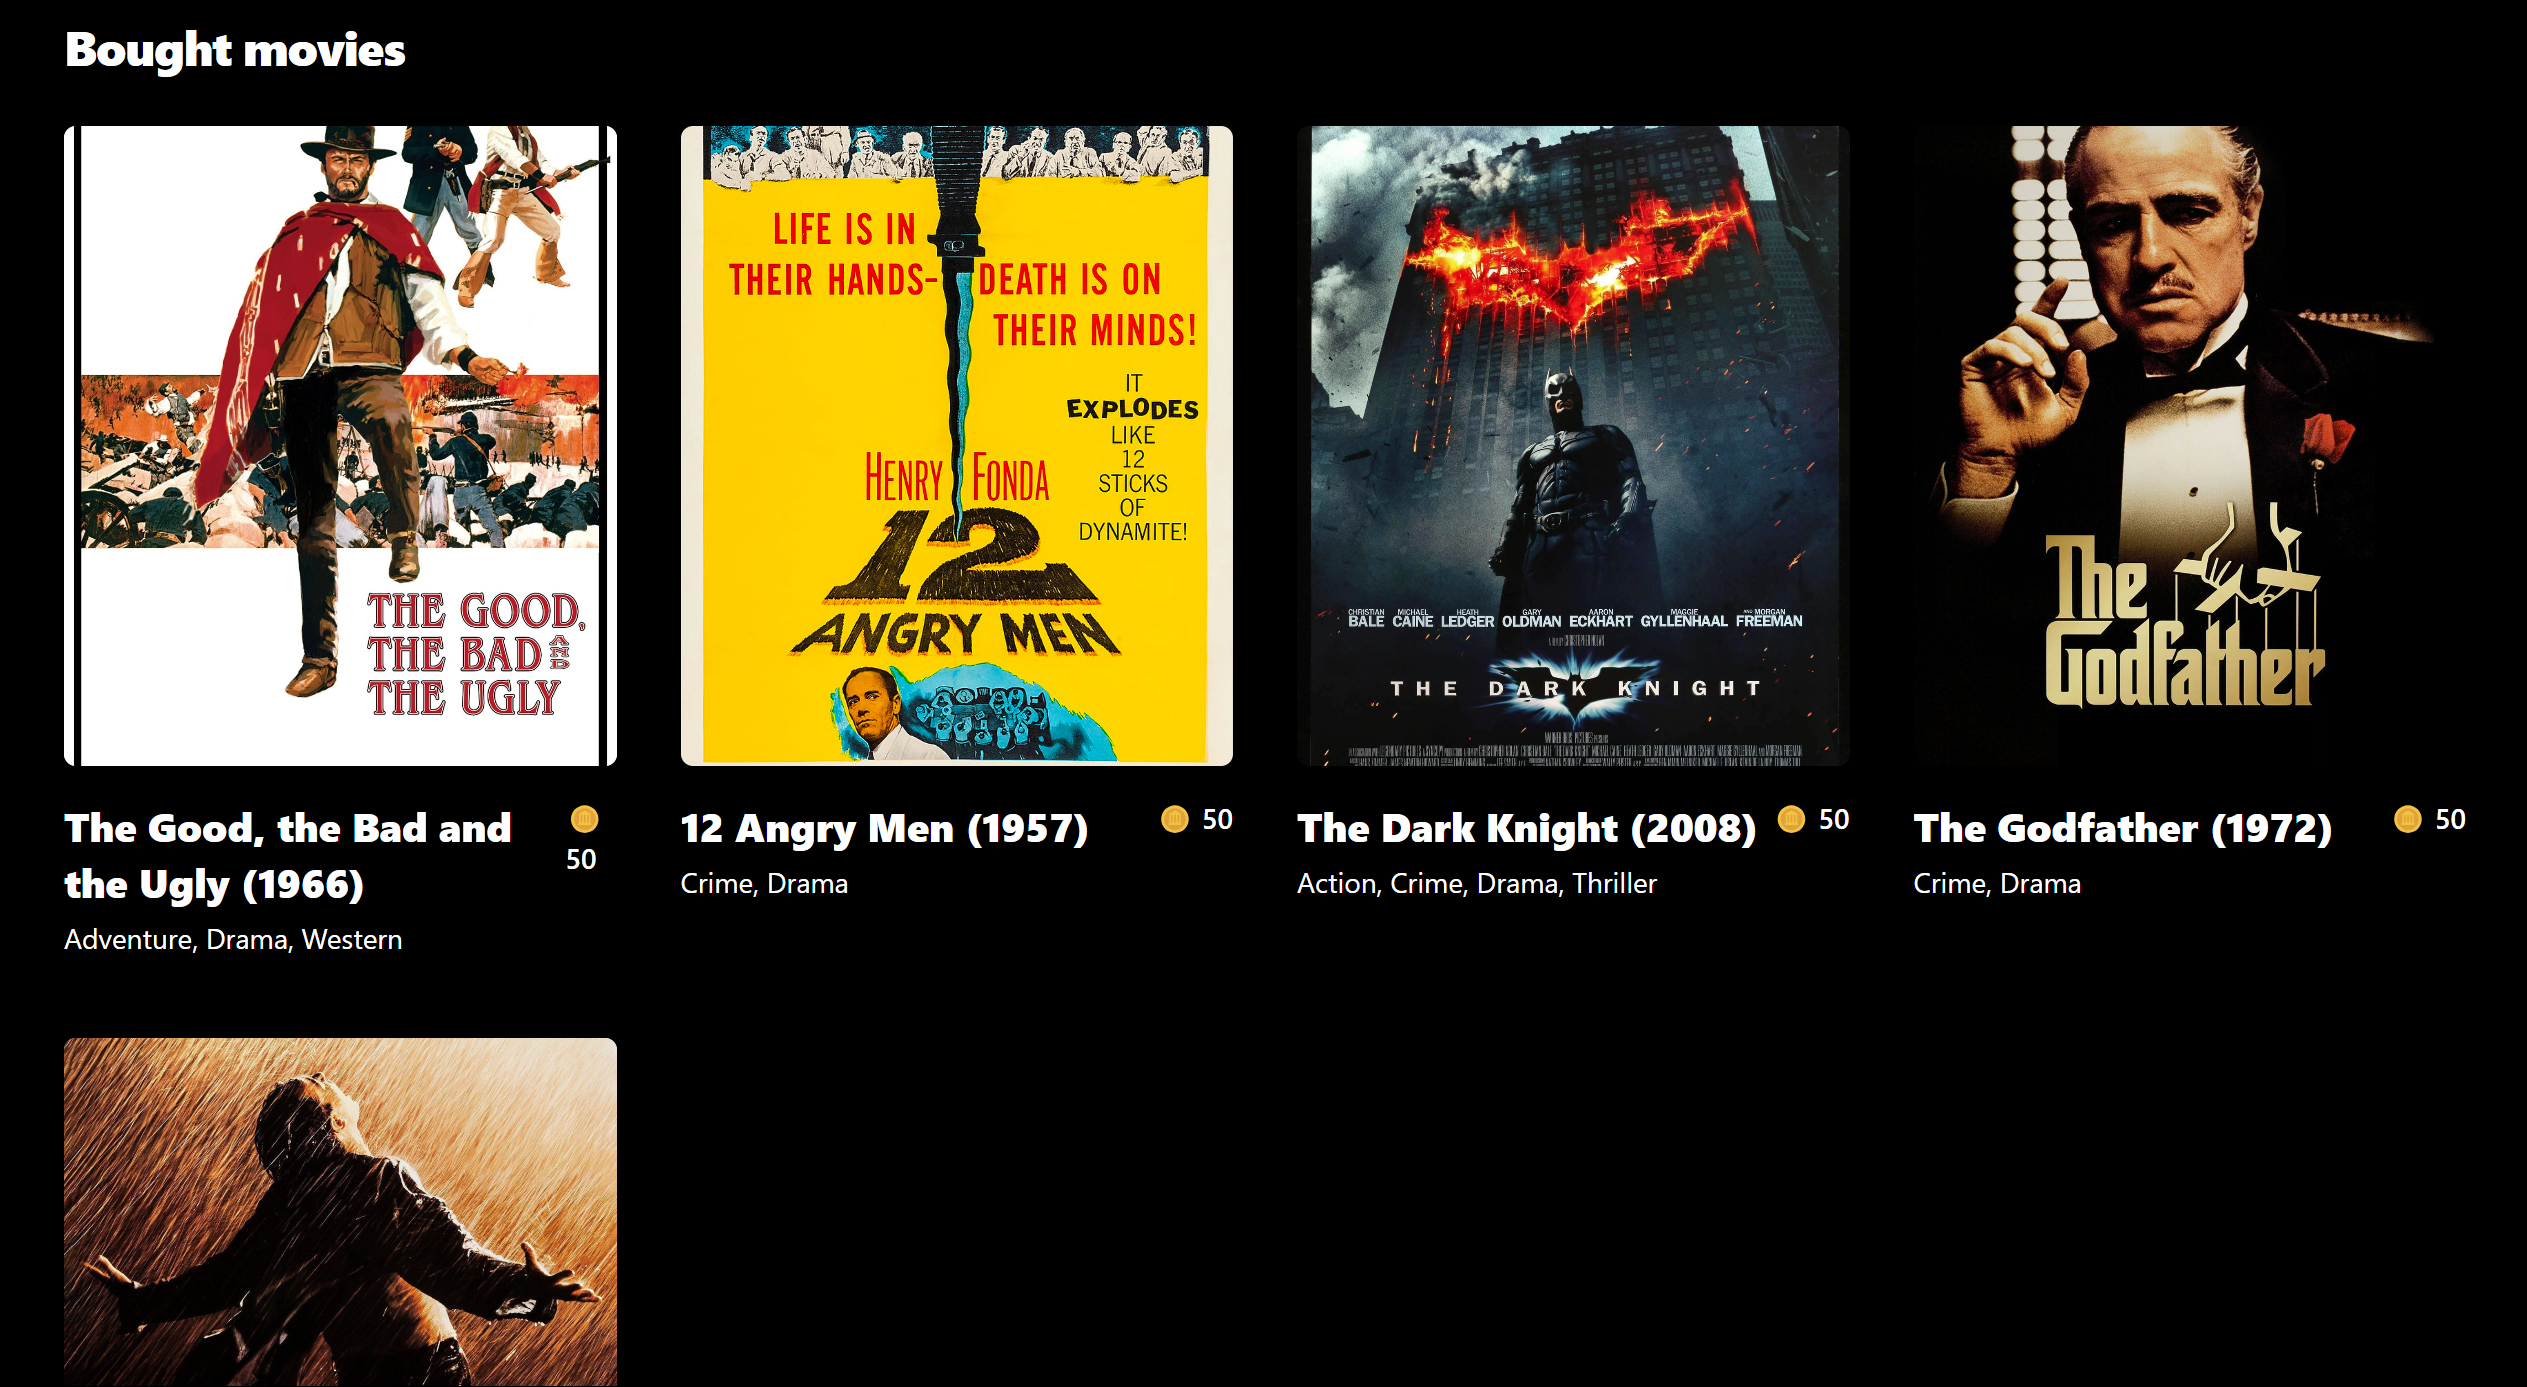 Bought movies
THE GOOD,
THE BAD AND
THE UGLY
LIFE IS IN
THEIR HANDS- DEATH IS ON
THEIR MINDS!
IT
EXPLODES
LIKE
12
STICKS
OF
DYNAMITE!
HENRY FONDA
12
ANGRY MEN
CHRISTIAN BALE MICHAEL CAINE HEATH LEDGER GARY OLDMAN AARON ECKHART MAGGIE GYLLENHAAL AND MORGAN FREEMAN
THE DARK KNIGHT
The
Godfather
The Good, the Bad and
the Ugly (1966)
50
Adventure, Drama, Western
12 Angry Men (1957) 50
Crime, Drama
The Dark Knight (2008) 50
Action, Crime, Drama, Thriller
The Godfather (1972) 50
Crime, Drama